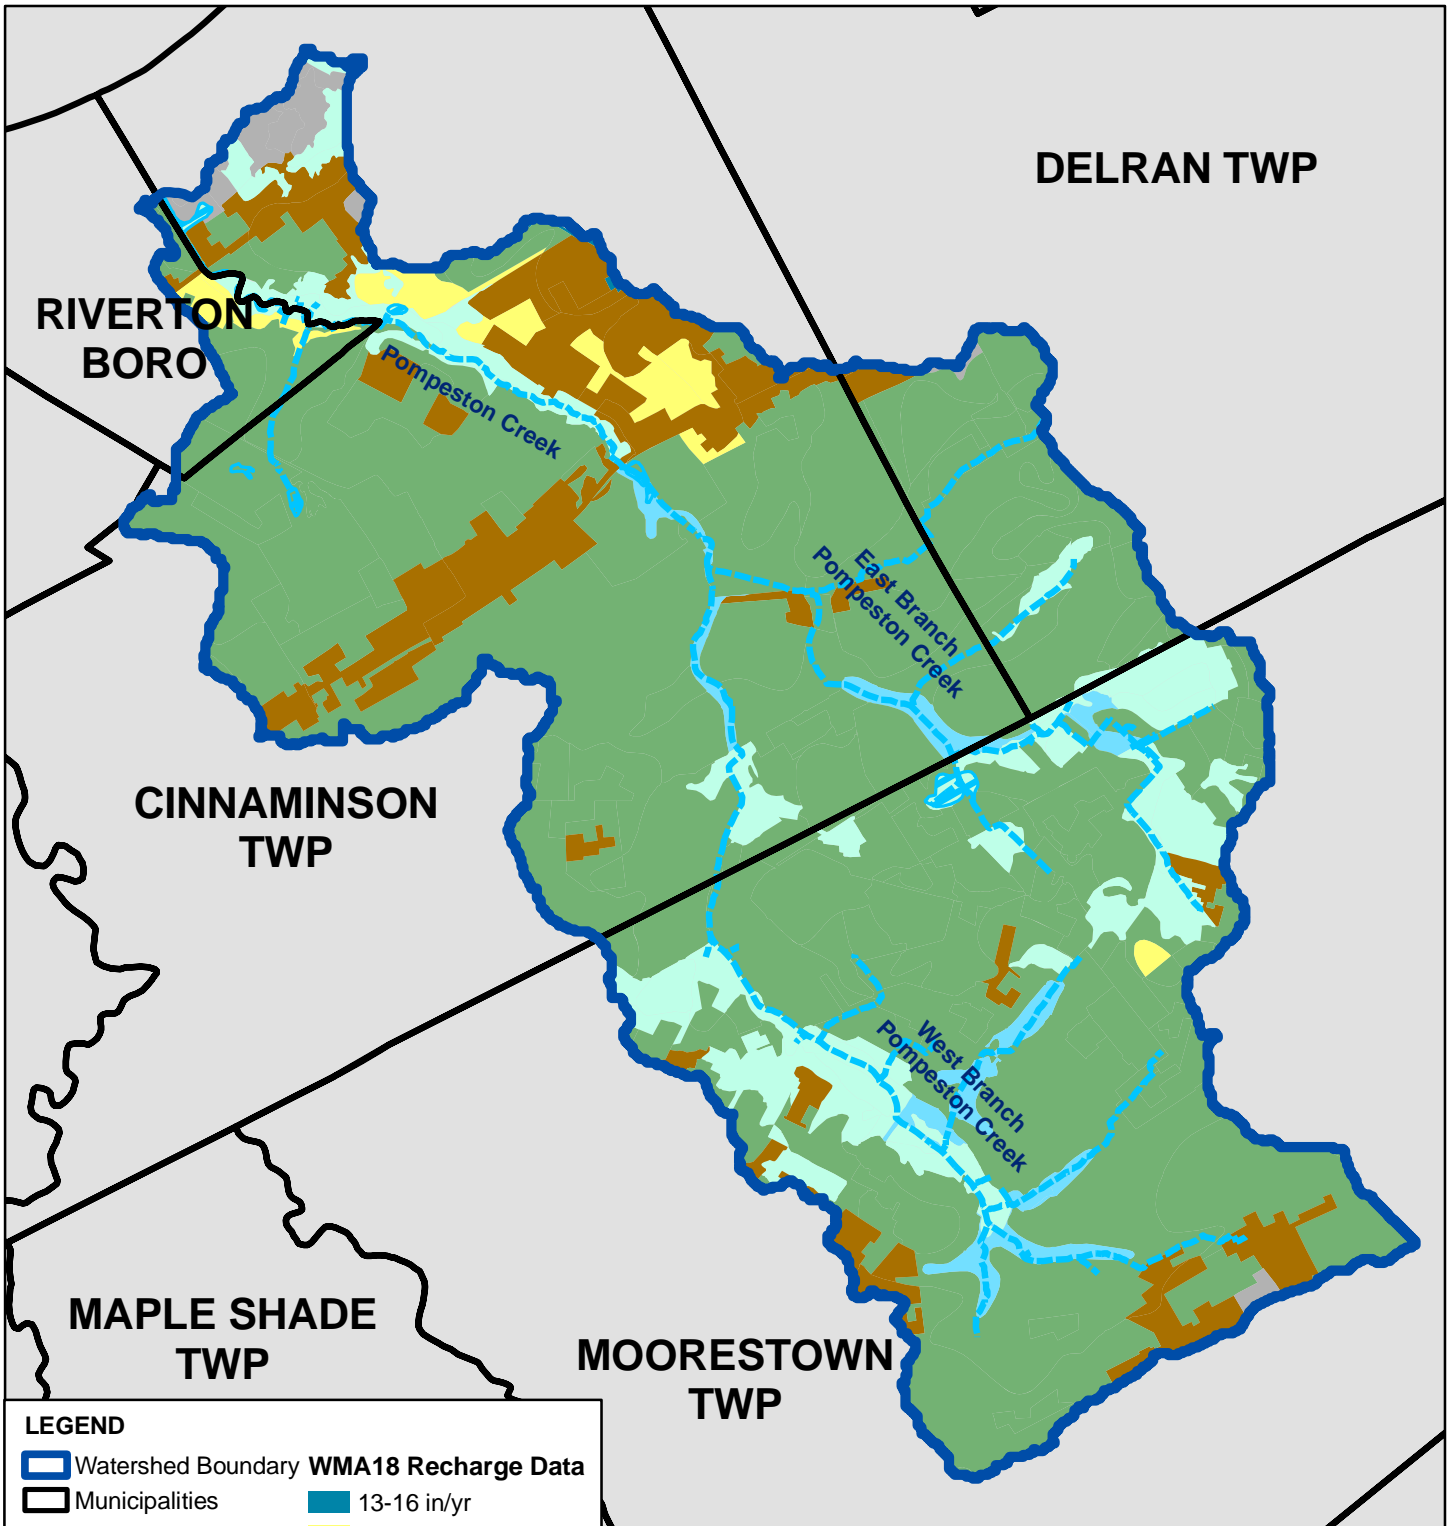 DELRAN TWP
RIVERTON
BORO
Pompeston Creek
East Branch
Pompeston Creek
CINNAMINSON
TWP
West Branch
Pompeston Creek
MAPLE SHADE
TWP
MOORESTOWN
TWP
LEGEND
Watershed Boundary WMA18 Recharge Data
Municipalities 13-16 in/yr